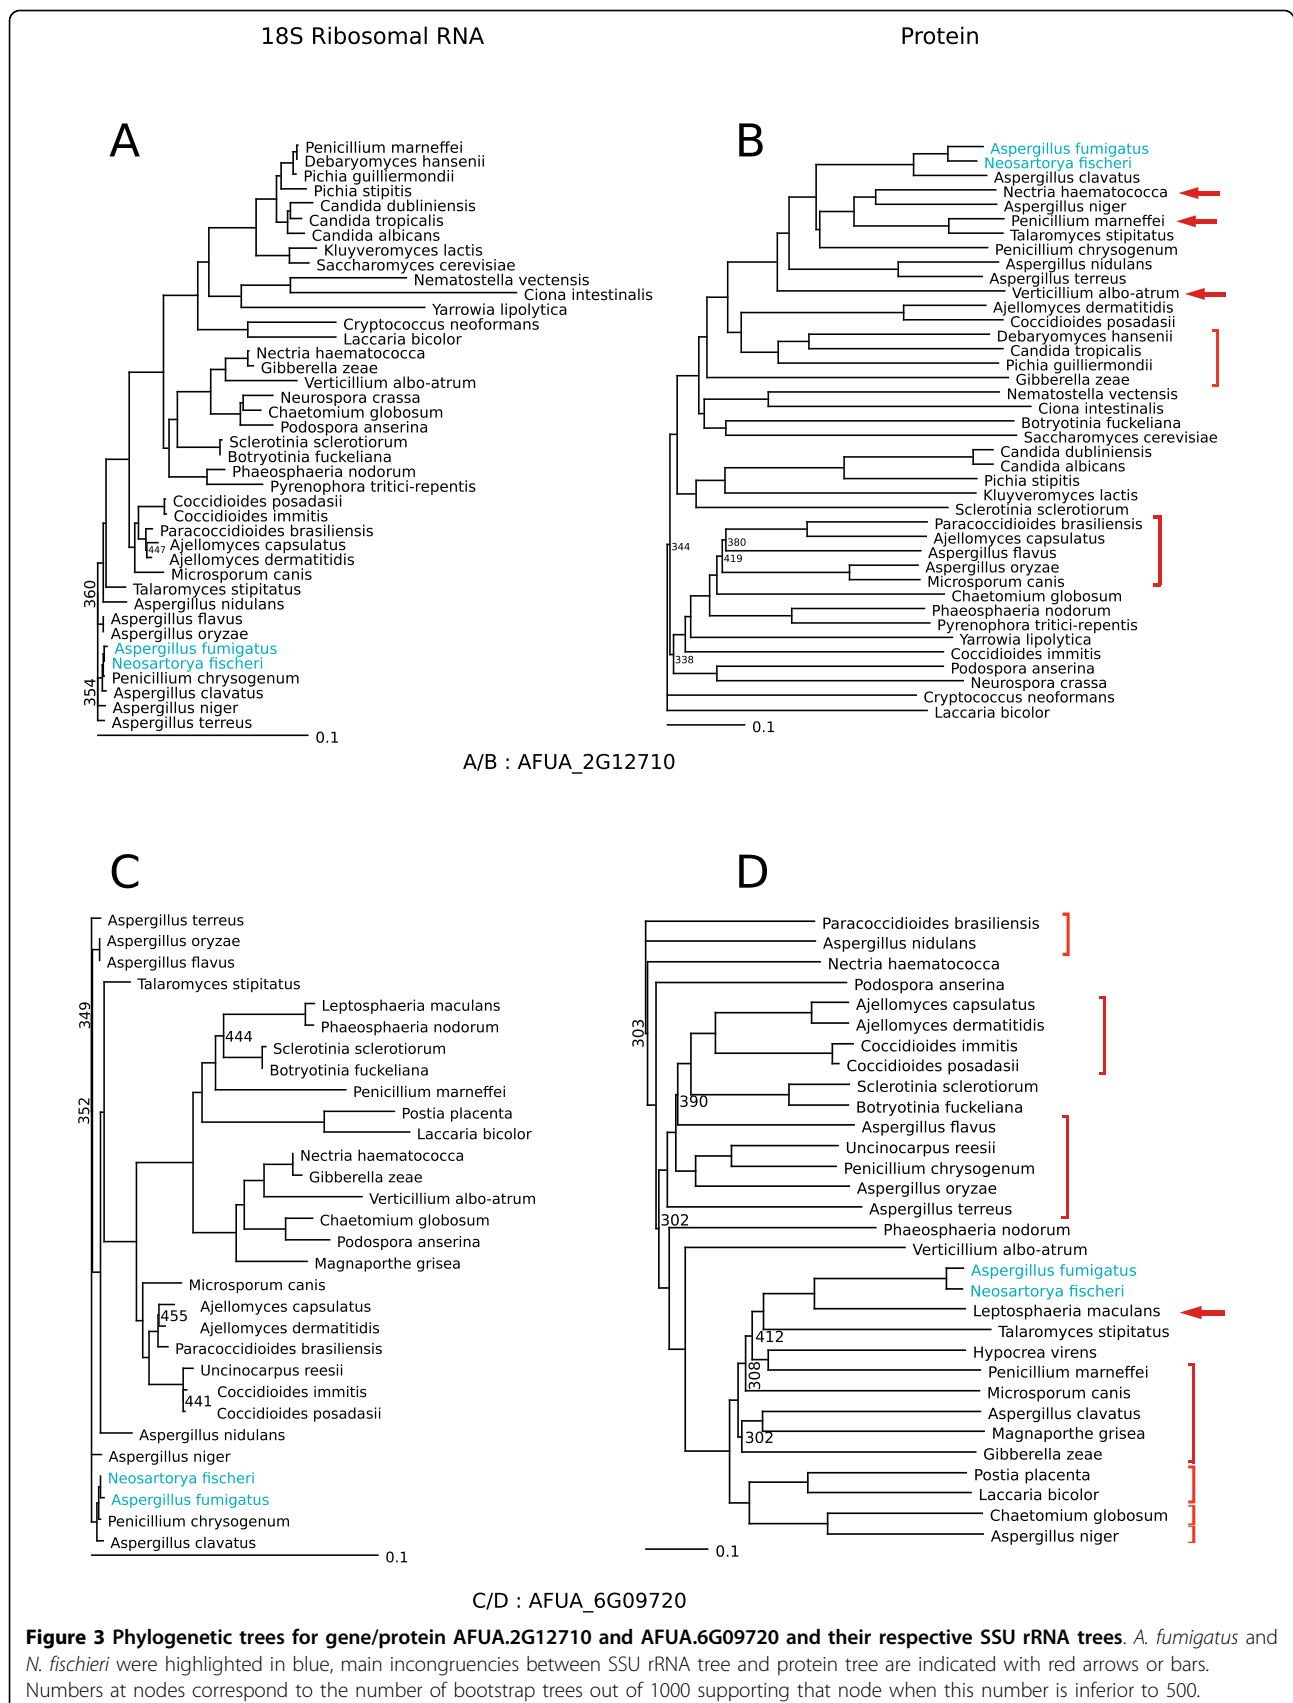 18S Ribosomal RNA
Protein
A
Penicillium marneffei
Debaryomyces hansenii
Pichia guilliermondii
Pichia stipitis
Candida dubliniensis
Candida tropicalis
Candida albicans
Kluyveromyces lactis
Saccharomyces cerevisiae
Nematostella vectensis
Ciona intestinalis
Yarrowia lipolytica
Cryptococcus neoformans
Laccaria bicolor
Nectria haematococca
Gibberella zeae
Verticillium albo-atrum
Neurospora crassa
Chaetomium globosum
Podospora anserina
Sclerotinia sclerotiorum
Botryotinia fuckeliana
Phaeosphaeria nodorum
Pyrenophora tritici-repentis
Coccidioides posadasii
Coccidioides immitis
Paracoccidioides brasiliensis
447
Ajellomyces capsulatus
Ajellomyces dermatitidis
Microsporum canis
Talaromyces stipitatus
360
Aspergillus nidulans
Aspergillus flavus
Aspergillus oryzae
Aspergillus fumigatus
Neosartorya fischeri
Penicillium chrysogenum
354
Aspergillus clavatus
Aspergillus niger
Aspergillus terreus
0.1
B
Aspergillus fumigatus
Neosartorya fischeri
Aspergillus clavatus
Nectria haematococca
Aspergillus niger
Penicillium marneffei
Talaromyces stipitatus
Penicillium chrysogenum
Aspergillus nidulans
Aspergillus terreus
Verticillium albo-atrum
Ajellomyces dermatitidis
Coccidioides posadasii
Debaryomyces hansenii
Candida tropicalis
Pichia guilliermondii
Gibberella zeae
Nematostella vectensis
Ciona intestinalis
Botryotinia fuckeliana
Saccharomyces cerevisiae
Candida dubliniensis
Candida albicans
Pichia stipitis
Kluyveromyces lactis
Sclerotinia sclerotiorum
Paracoccidioides brasiliensis
Ajellomyces capsulatus
344
380
Aspergillus flavus
419
Aspergillus oryzae
Microsporum canis
Chaetomium globosum
Phaeosphaeria nodorum
Pyrenophora tritici-repentis
Yarrowia lipolytica
Coccidioides immitis
338
Podospora anserina
Neurospora crassa
Cryptococcus neoformans
Laccaria bicolor
0.1
A/B : AFUA_2G12710
C
Aspergillus terreus
Aspergillus oryzae
Aspergillus flavus
Talaromyces stipitatus
Leptosphaeria maculans
349
Phaeosphaeria nodorum
444
Sclerotinia sclerotiorum
Botryotinia fuckeliana
Penicillium marneffei
352
Postia placenta
Laccaria bicolor
Nectria haematococca
Gibberella zeae
Verticillium albo-atrum
Chaetomium globosum
Podospora anserina
Magnaporthe grisea
Microsporum canis
Ajellomyces capsulatus
455
Ajellomyces dermatitidis
Paracoccidioides brasiliensis
Uncinocarpus reesii
Coccidioides immitis
441
Coccidioides posadasii
Aspergillus nidulans
Aspergillus niger
Neosartorya fischeri
Aspergillus fumigatus
Penicillium chrysogenum
Aspergillus clavatus
0.1
D
Paracoccidioides brasiliensis
Aspergillus nidulans
Nectria haematococca
Podospora anserina
Ajellomyces capsulatus
303
Ajellomyces dermatitidis
Coccidioides immitis
Coccidioides posadasii
Sclerotinia sclerotiorum
390
Botryotinia fuckeliana
Aspergillus flavus
Uncinocarpus reesii
Penicillium chrysogenum
Aspergillus oryzae
Aspergillus terreus
302
Phaeosphaeria nodorum
Verticillium albo-atrum
Aspergillus fumigatus
Neosartorya fischeri
Leptosphaeria maculans
Talaromyces stipitatus
412
Hypocrea virens
308
Penicillium marneffei
Microsporum canis
Aspergillus clavatus
Magnaporthe grisea
302
Gibberella zeae
Postia placenta
Laccaria bicolor
Chaetomium globosum
Aspergillus niger
0.1
C/D : AFUA_6G09720
Figure 3 Phylogenetic trees for gene/protein AFUA.2G12710 and AFUA.6G09720 and their respective SSU rRNA trees. A. fumigatus and
N. fischieri were highlighted in blue, main incongruencies between SSU rRNA tree and protein tree are indicated with red arrows or bars.
Numbers at nodes correspond to the number of bootstrap trees out of 1000 supporting that node when this number is inferior to 500.